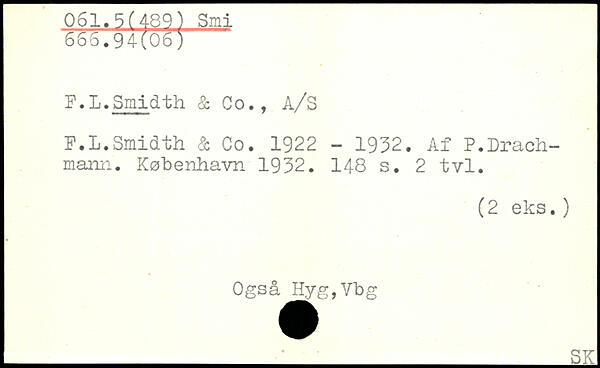 061.5(489) Smi
666.94(06)
F.L.Smidth & Co., A/S
F.L.Smidth & Co. 1922 - 1932. Af P.Drach-
mann. København 1932. 148 s. 2 tvl.
(2 eks.)
Også Hyg,Vbg
SK